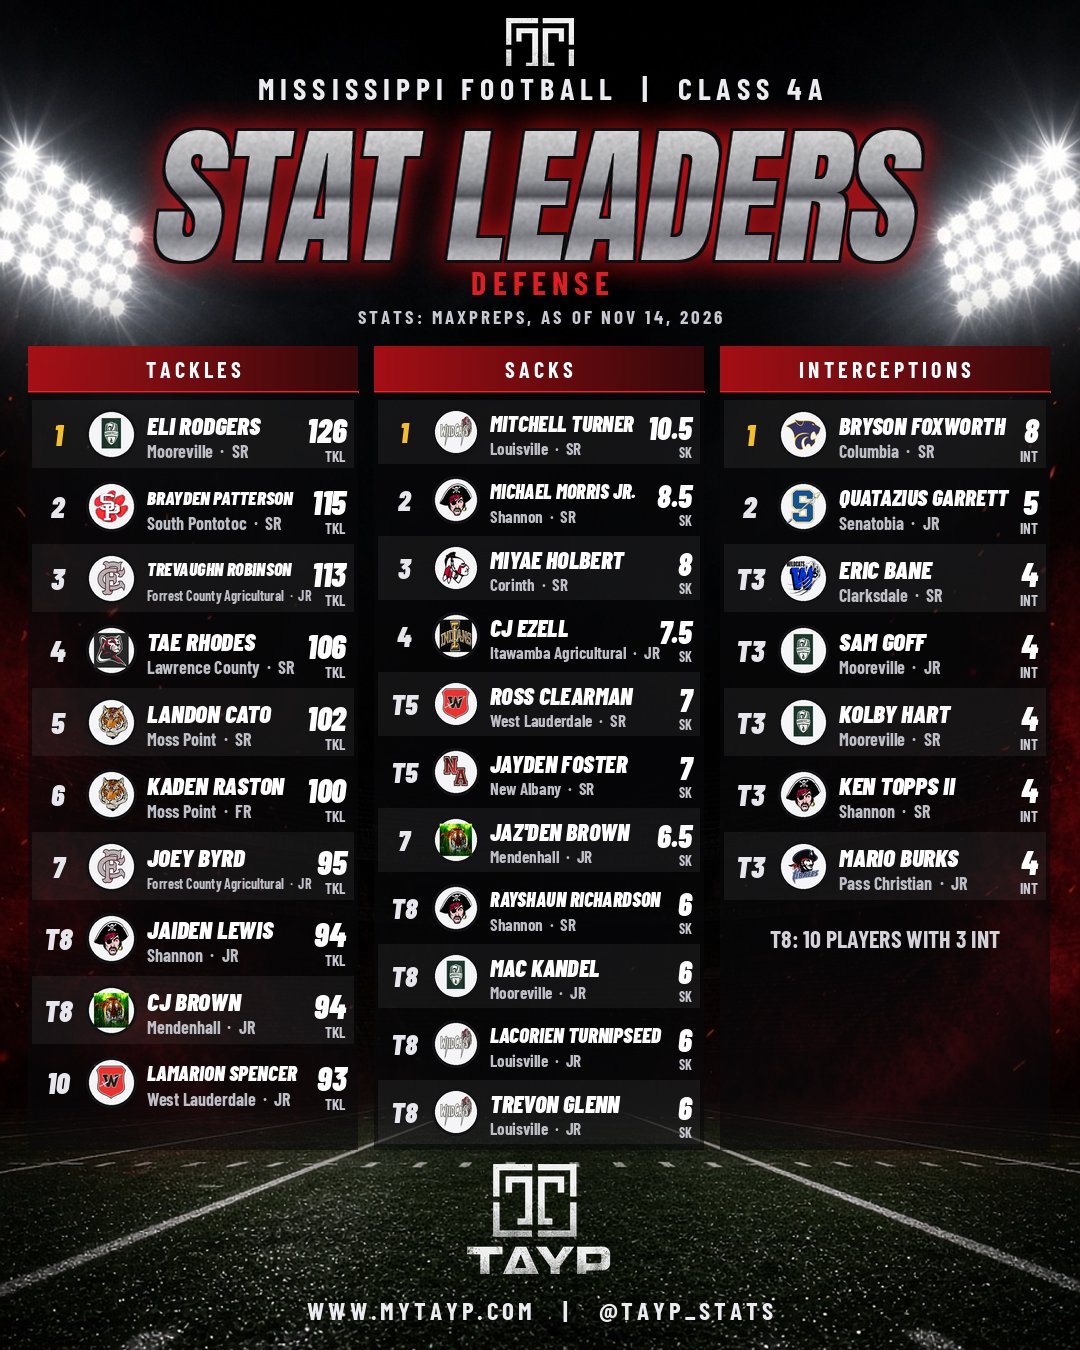 MISSISSIPPI FOOTBALL | CLASS 4A
STAT LEADERS
DEFENSE
STATS: MAXPREPS, AS OF NOV 14, 2026
TACKLES
1 ELI RODGERS 126
Mooreville · SR TKL
2 BRAYDEN PATTERSON 115
South Pontotoc · SR TKL
3 TREVAUGHN ROBINSON 113
Forrest County Agricultural · JR TKL
4 TAE RHODES 106
Lawrence County · SR TKL
5 LANDON CATO 102
Moss Point · SR TKL
6 KADEN RASTON 100
Moss Point · FR TKL
7 JOEY BYRD 95
Forrest County Agricultural · JR TKL
T8 JAIDEN LEWIS 94
Shannon · JR TKL
T8 CJ BROWN 94
Mendenhall · JR TKL
10 LAMARION SPENCER 93
West Lauderdale · JR TKL
SACKS
1 MITCHELL TURNER 10.5
Louisville · SR SK
2 MICHAEL MORRIS JR. 8.5
Shannon · SR SK
3 MIYAE HOLBERT 8
Corinth · SR SK
4 CJ EZELL 7.5
Itawamba Agricultural · JR SK
T5 ROSS CLEARMAN 7
West Lauderdale · SR SK
T5 JAYDEN FOSTER 7
New Albany · SR SK
7 JAZ'DEN BROWN 6.5
Mendenhall · JR SK
T8 RAYSHAUN RICHARDSON 6
Shannon · SR SK
T8 MAC KANDEL 6
Mooreville · JR SK
T8 LACORIEN TURNIPSEED 6
Louisville · JR SK
T8 TREVON GLENN 6
Louisville · JR SK
INTERCEPTIONS
1 BRYSON FOXWORTH 8
Columbia · SR INT
2 QUATAZIUS GARRETT 5
Senatobia · JR INT
T3 ERIC BANE 4
Clarksdale · SR INT
T3 SAM GOFF 4
Mooreville · JR INT
T3 KOLBY HART 4
Mooreville · SR INT
T3 KEN TOPPS II 4
Shannon · SR INT
T3 MARIO BURKS 4
Pass Christian · JR INT
T8: 10 PLAYERS WITH 3 INT
TAYP
WWW.MYTAYP.COM | @TAYP_STATS